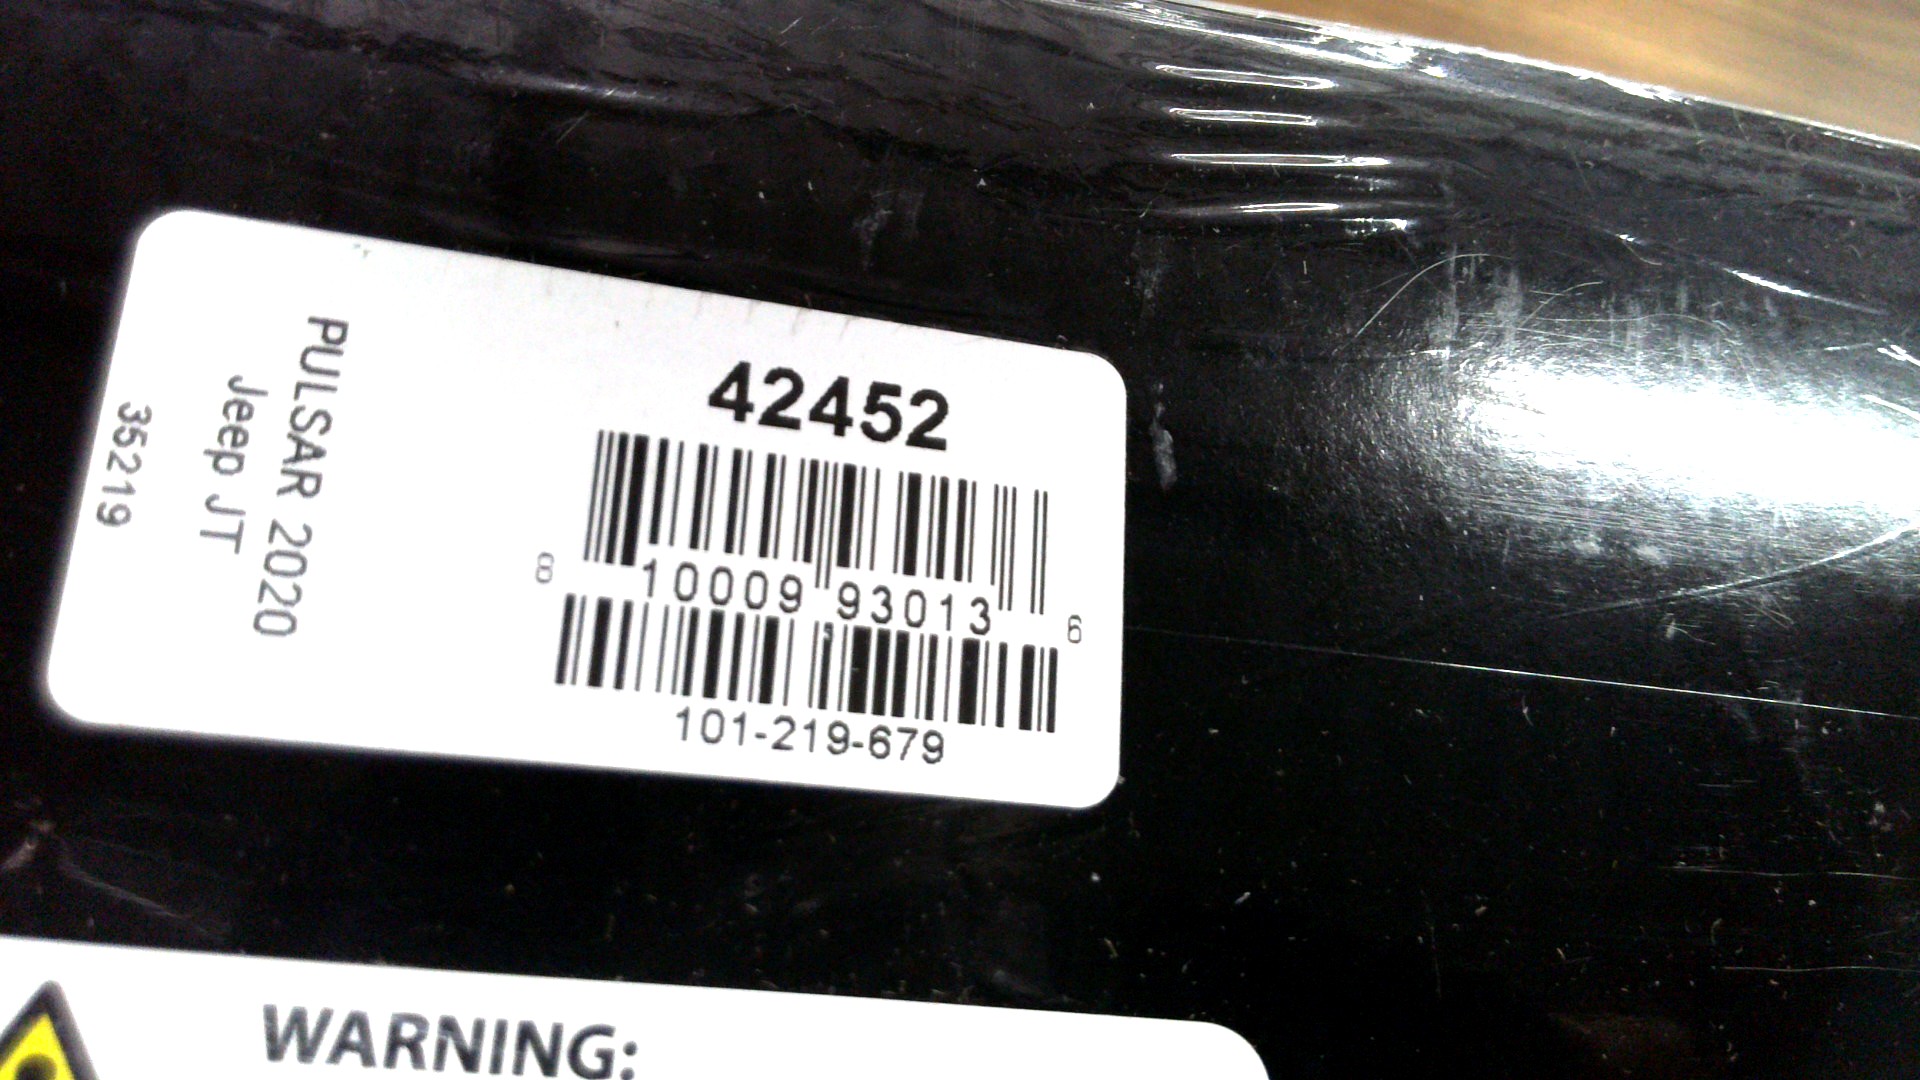 42452
8 10009 93013 6
101-219-679
PULSAR 2020
Jeep JT
35219
WARNING: